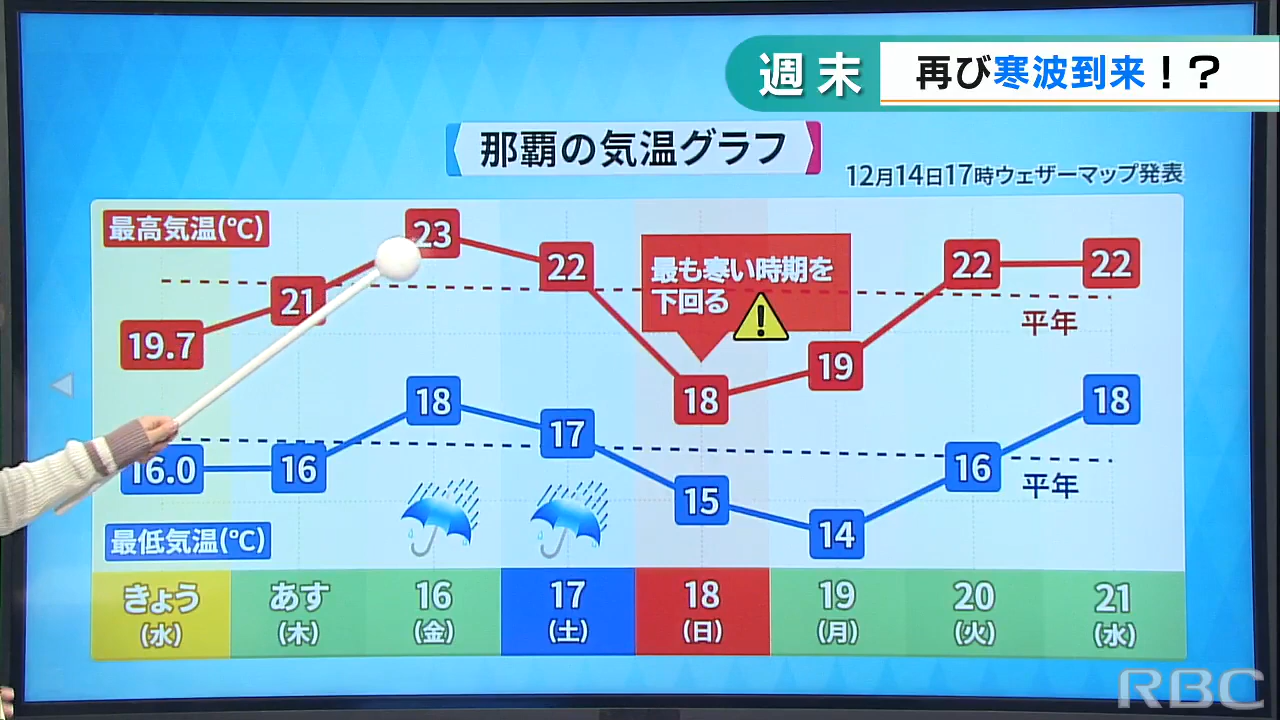 週末 再び寒波到来！？
那覇の気温グラフ
12月14日17時ウェザーマップ発表
最高気温(℃)
19.7 21 23 22 18 19 22 22
最も寒い時期を
下回る
平年
16.0 16 18 17 15 14 16 18
平年
最低気温(℃)
きょう あす 16 17 18 19 20 21
(水) (木) (金) (土) (日) (月) (火) (水)
RBC